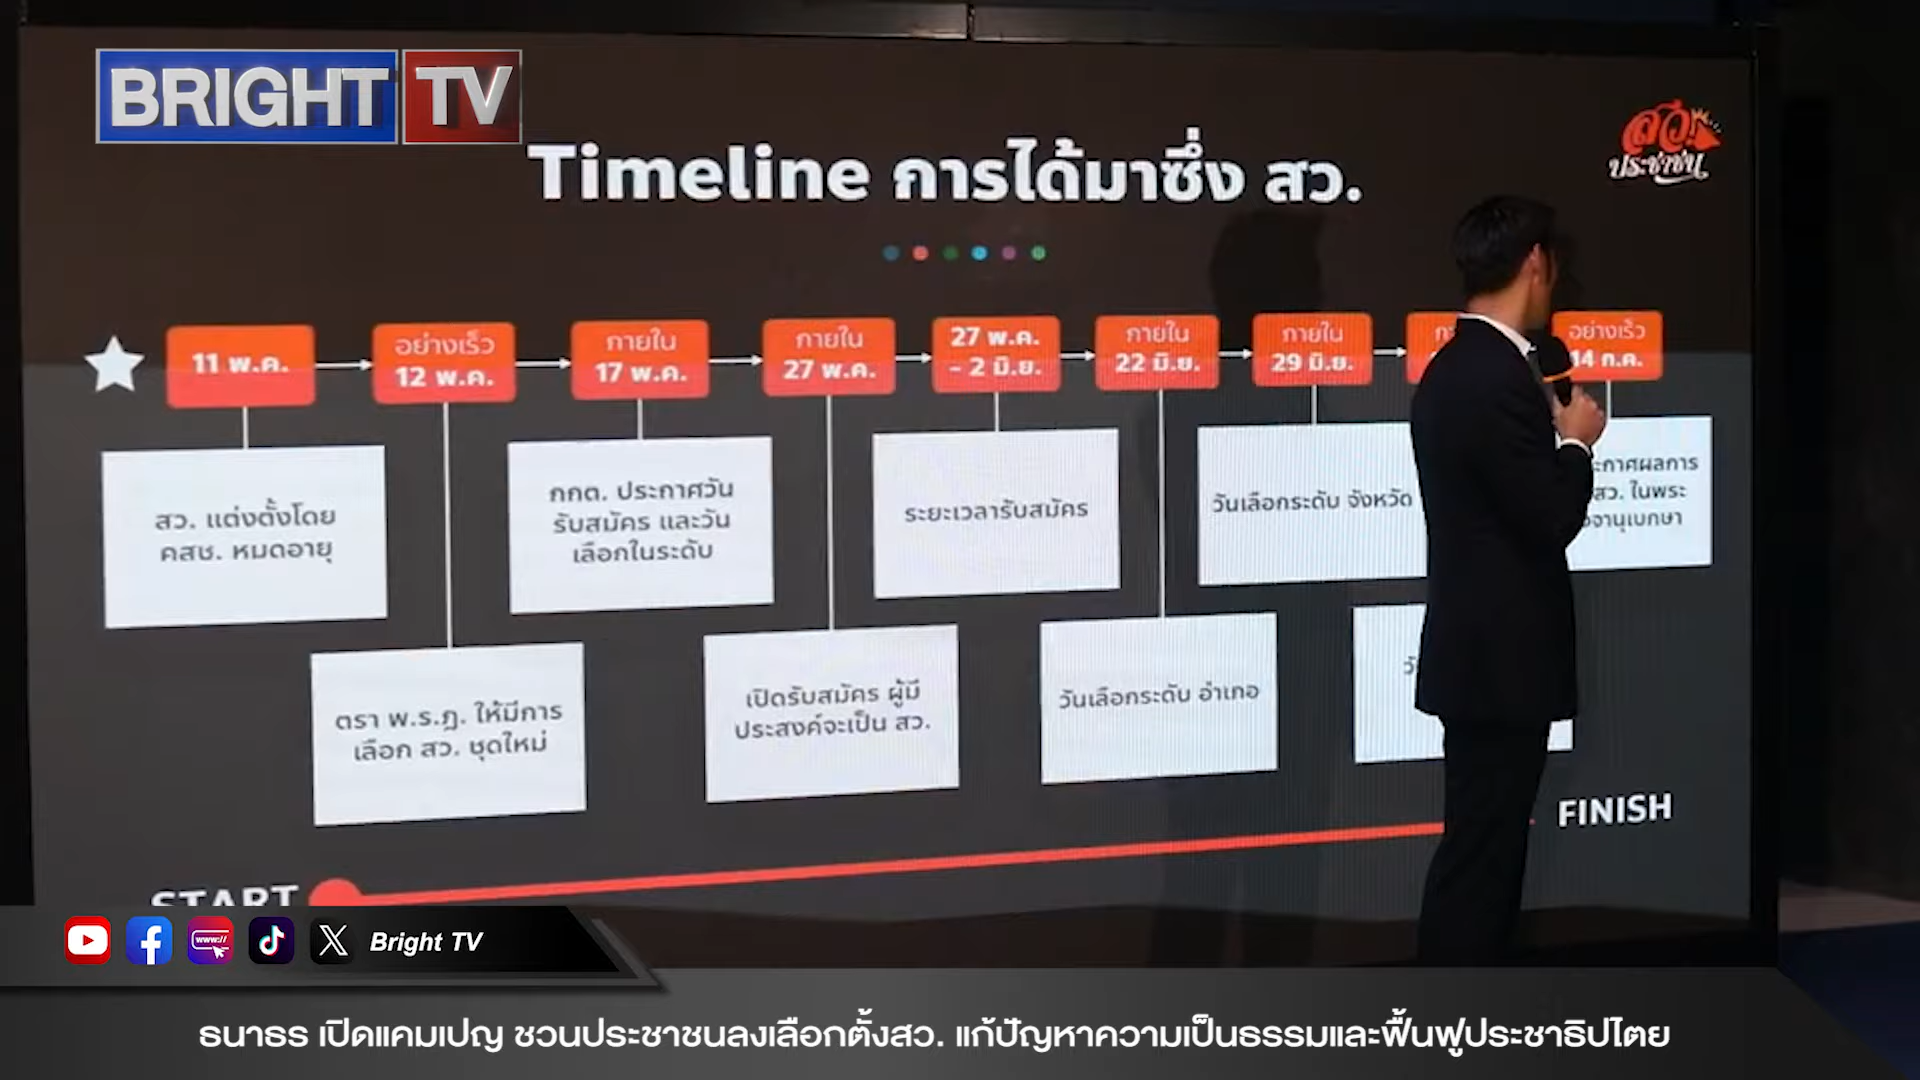 BRIGHT TV
สว!
ประชาชน
Timeline การได้มาซึ่ง สว.
11 พ.ค.
อย่างเร็ว
12 พ.ค.
ภายใน
17 พ.ค.
ภายใน
27 พ.ค.
27 พ.ค.
- 2 มิ.ย.
ภายใน
22 มิ.ย.
ภายใน
29 มิ.ย.
อย่างเร็ว
14 ก.ค.
สว. แต่งตั้งโดย
คสช. หมดอายุ
กกต. ประกาศวัน
รับสมัคร และวัน
เลือกในระดับ
ระยะเวลารับสมัคร
วันเลือกระดับ จังหวัด
สว. ในพระ
ตรา พ.ร.ฎ. ให้มีการ
เลือก สว. ชุดใหม่
เปิดรับสมัคร ผู้มี
ประสงค์จะเป็น สว.
วันเลือกระดับ อำเภอ
START
FINISH
www://
Bright TV
ธนาธร เปิดแคมเปญ ชวนประชาชนลงเลือกตั้งสว. แก้ปัญหาความเป็นธรรมและฟื้นฟูประชาธิปไตย